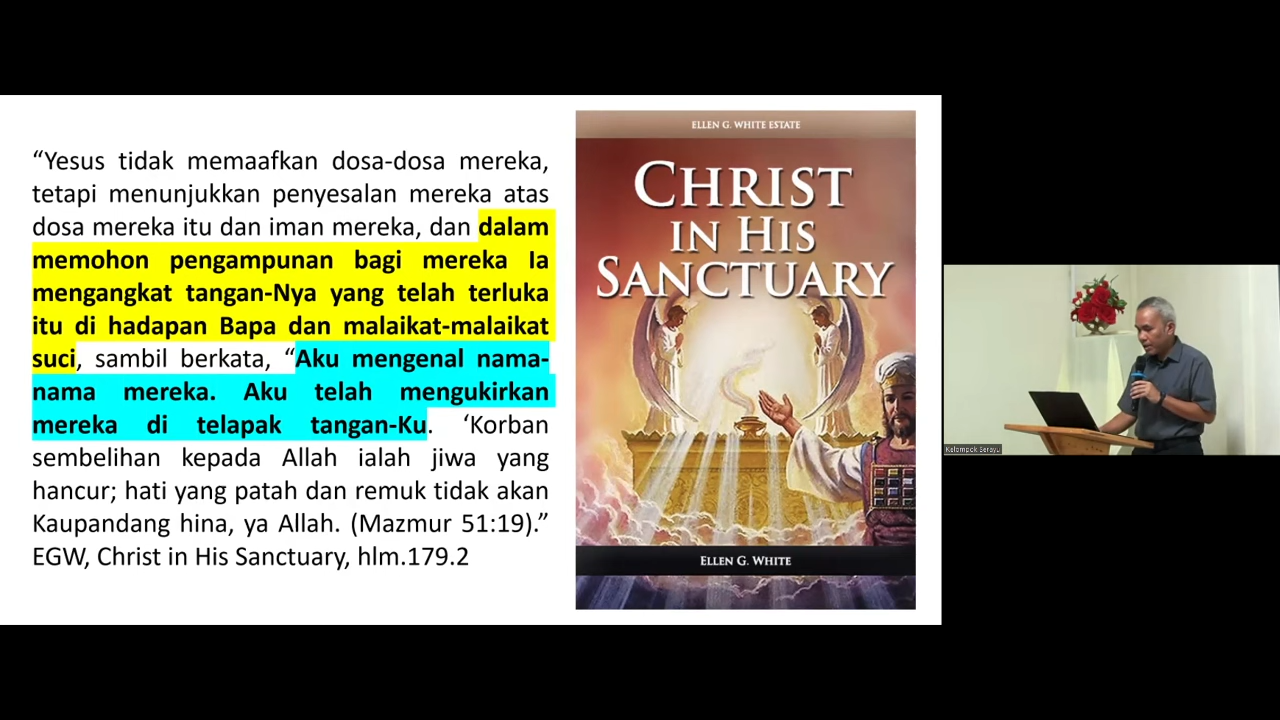 “Yesus tidak memaafkan dosa-dosa mereka,
tetapi menunjukkan penyesalan mereka atas
dosa mereka itu dan iman mereka, dan dalam
memohon pengampunan bagi mereka Ia
mengangkat tangan-Nya yang telah terluka
itu di hadapan Bapa dan malaikat-malaikat
suci, sambil berkata, “Aku mengenal nama-
nama mereka. Aku telah mengukirkan
mereka di telapak tangan-Ku. ‘Korban
sembelihan kepada Allah ialah jiwa yang
hancur; hati yang patah dan remuk tidak akan
Kaupandang hina, ya Allah. (Mazmur 51:19).”
EGW, Christ in His Sanctuary, hlm.179.2
ELLEN G. WHITE ESTATE
CHRIST
IN HIS
SANCTUARY
ELLEN G. WHITE
Kelompok Serayu